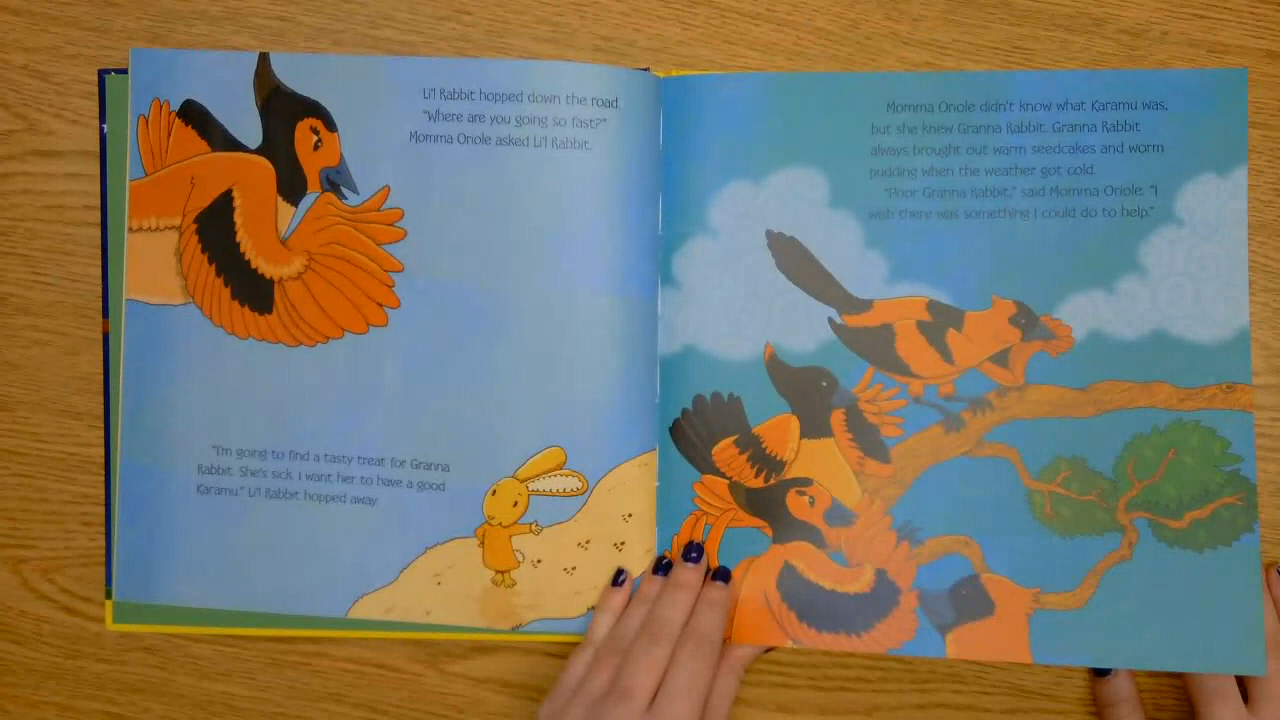 Li'l Rabbit hopped down the road.
"Where are you going so fast?"
Momma Oriole asked Li'l Rabbit.
"I'm going to find a tasty treat for Granna
Rabbit. She's sick. I want her to have a good
Karamu." Li'l Rabbit hopped away.
Momma Oriole didn't know what Karamu was,
but she knew Granna Rabbit. Granna Rabbit
always brought out warm seedcakes and worm
pudding when the weather got cold.
"Poor Granna Rabbit," said Momma Oriole. "I
wish there was something I could do to help."